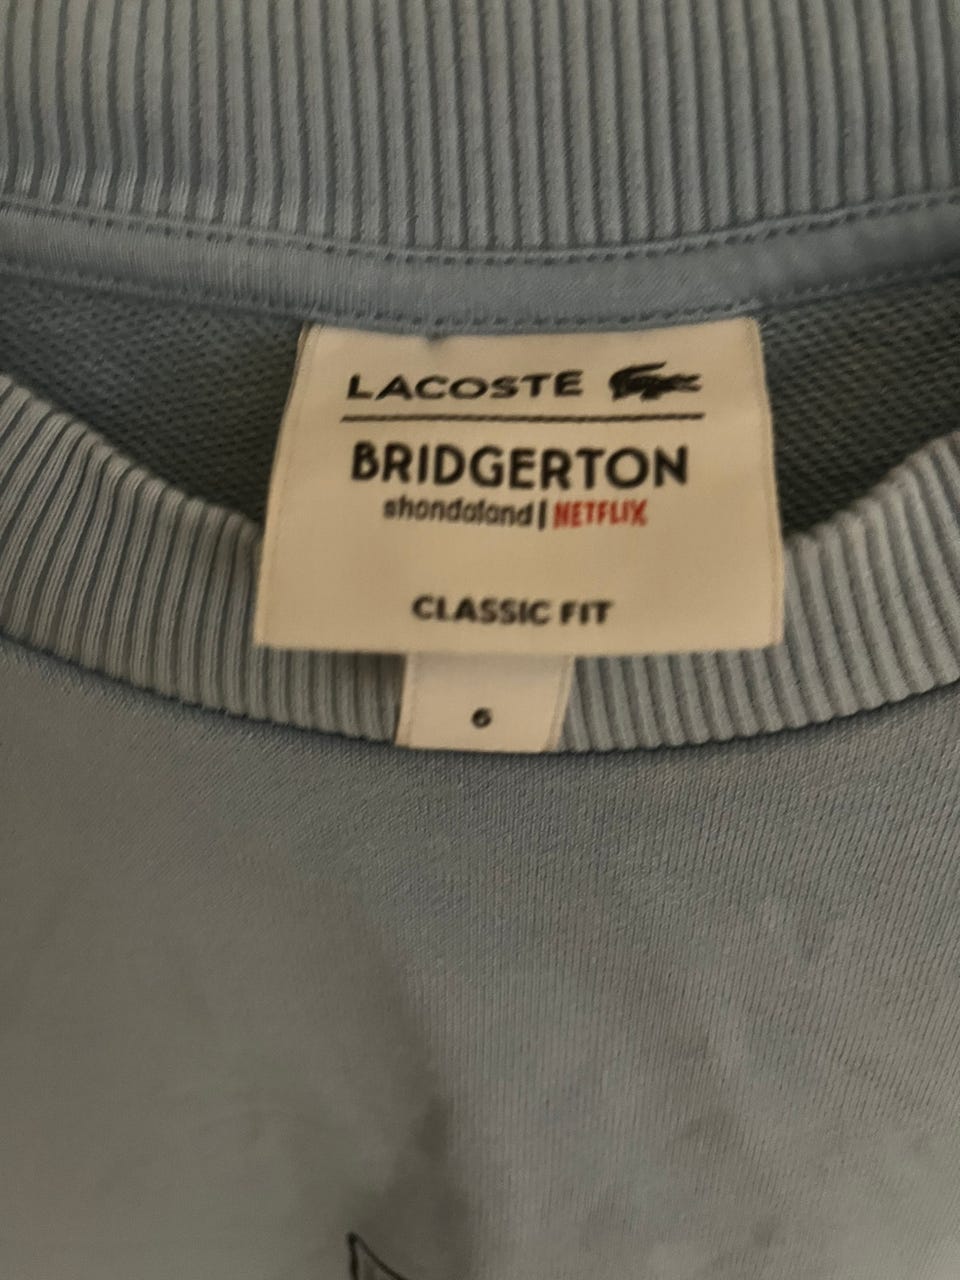 LACOSTE
BRIDGERTON
shondaland | NETFLIX
CLASSIC FIT
6